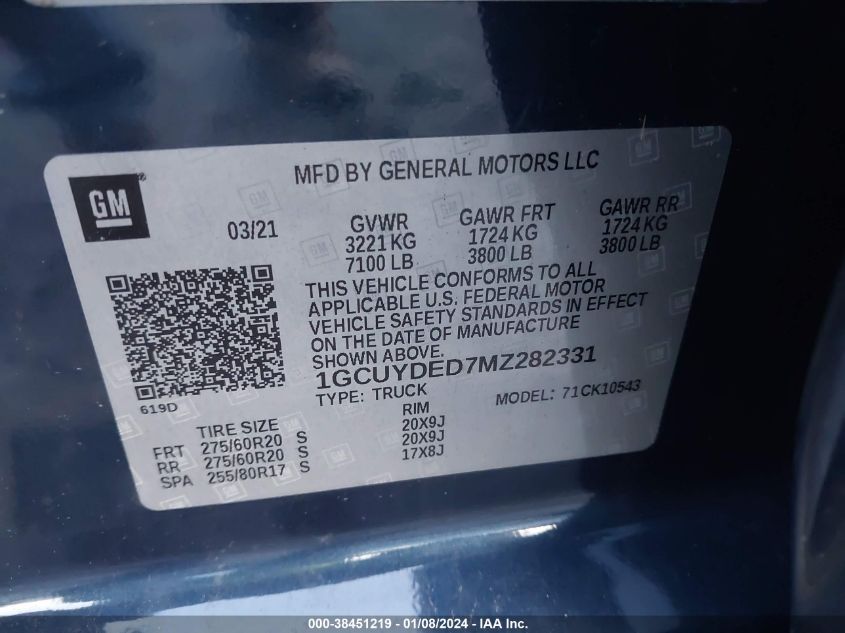 GM
MFD BY GENERAL MOTORS LLC
03/21
GVWR
3221 KG
7100 LB
GAWR FRT
1724 KG
3800 LB
GAWR RR
1724 KG
3800 LB
THIS VEHICLE CONFORMS TO ALL
APPLICABLE U.S. FEDERAL MOTOR
VEHICLE SAFETY STANDARDS IN EFFECT
ON THE DATE OF MANUFACTURE
SHOWN ABOVE.
1GCUYDED7MZ282331
TYPE: TRUCK MODEL: 71CK10543
619D
TIRE SIZE RIM
FRT 275/60R20 S 20X9J
RR 275/60R20 S 20X9J
SPA 255/80R17 S 17X8J
000-38451219 - 01/08/2024 - IAA, Inc.